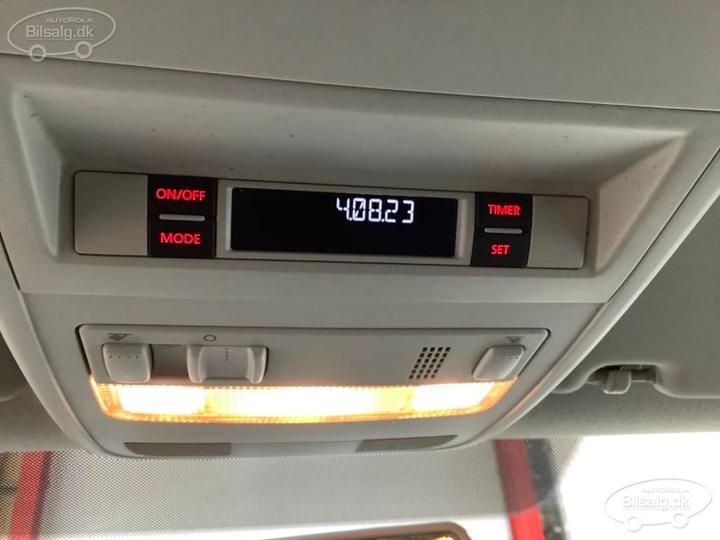 AUTOROLA
Bilsalg.dk
ON/OFF
MODE
4.08.23
TIMER
SET
O
AUTOROLA
Bilsalg.dk